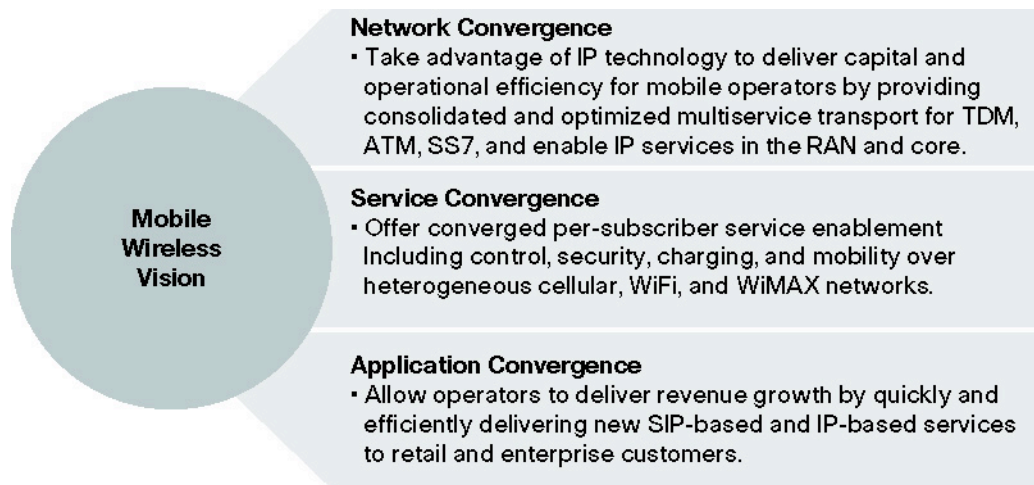 Network Convergence
▪ Take advantage of IP technology to deliver capital and
operational efficiency for mobile operators by providing
consolidated and optimized multiservice transport for TDM,
ATM, SS7, and enable IP services in the RAN and core.
Mobile
Wireless
Vision
Service Convergence
▪ Offer converged per-subscriber service enablement
Including control, security, charging, and mobility over
heterogeneous cellular, WiFi, and WiMAX networks.
Application Convergence
▪ Allow operators to deliver revenue growth by quickly and
efficiently delivering new SIP-based and IP-based services
to retail and enterprise customers.